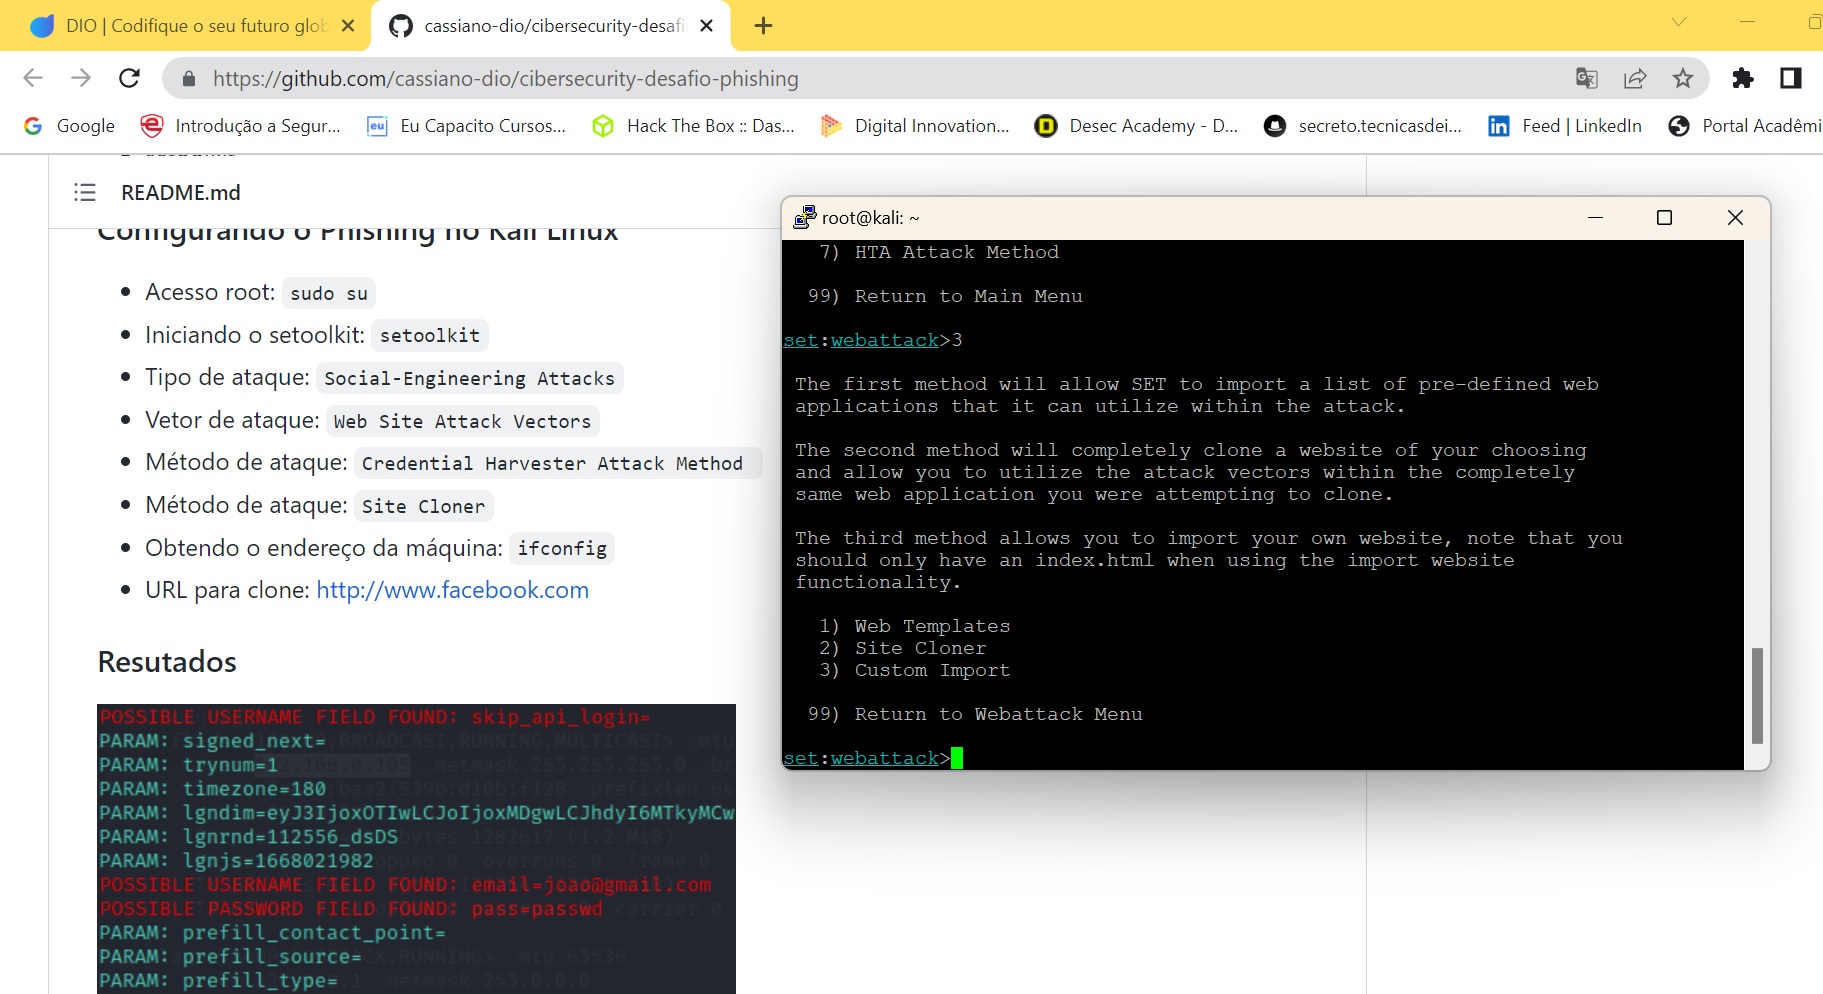 DIO | Codifique o seu futuro glob
cassiano-dio/cibersecurity-desafi
https://github.com/cassiano-dio/cibersecurity-desafio-phishing
Google
Introdução a Segur...
Eu Capacito Cursos...
Hack The Box :: Das...
Digital Innovation...
Desec Academy - D...
secreto.tecnicasdei...
Feed | LinkedIn
Portal Acadêmi
README.md
Configurando o Phishing no Kali Linux
Acesso root: sudo su
Iniciando o setoolkit: setoolkit
Tipo de ataque: Social-Engineering Attacks
Vetor de ataque: Web Site Attack Vectors
Método de ataque: Credential Harvester Attack Method
Método de ataque: Site Cloner
Obtendo o endereço da máquina: ifconfig
URL para clone: http://www.facebook.com
Resutados
POSSIBLE USERNAME FIELD FOUND: skip_api_login=
PARAM: signed_next=
PARAM: trynum=1
PARAM: timezone=180
PARAM: lgndim=eyJ3IjoxOTIwLCJoIjoxMDgwLCJhdyI6MTkyMCw
PARAM: lgnrnd=112556_dsDS
PARAM: lgnjs=1668021982
POSSIBLE USERNAME FIELD FOUND: email=joao@gmail.com
POSSIBLE PASSWORD FIELD FOUND: pass=passwd
PARAM: prefill_contact_point=
PARAM: prefill_source=
PARAM: prefill_type=
root@kali: ~
7) HTA Attack Method
99) Return to Main Menu
set:webattack>3
The first method will allow SET to import a list of pre-defined web
applications that it can utilize within the attack.
The second method will completely clone a website of your choosing
and allow you to utilize the attack vectors within the completely
same web application you were attempting to clone.
The third method allows you to import your own website, note that you
should only have an index.html when using the import website
functionality.
1) Web Templates
2) Site Cloner
3) Custom Import
99) Return to Webattack Menu
set:webattack>